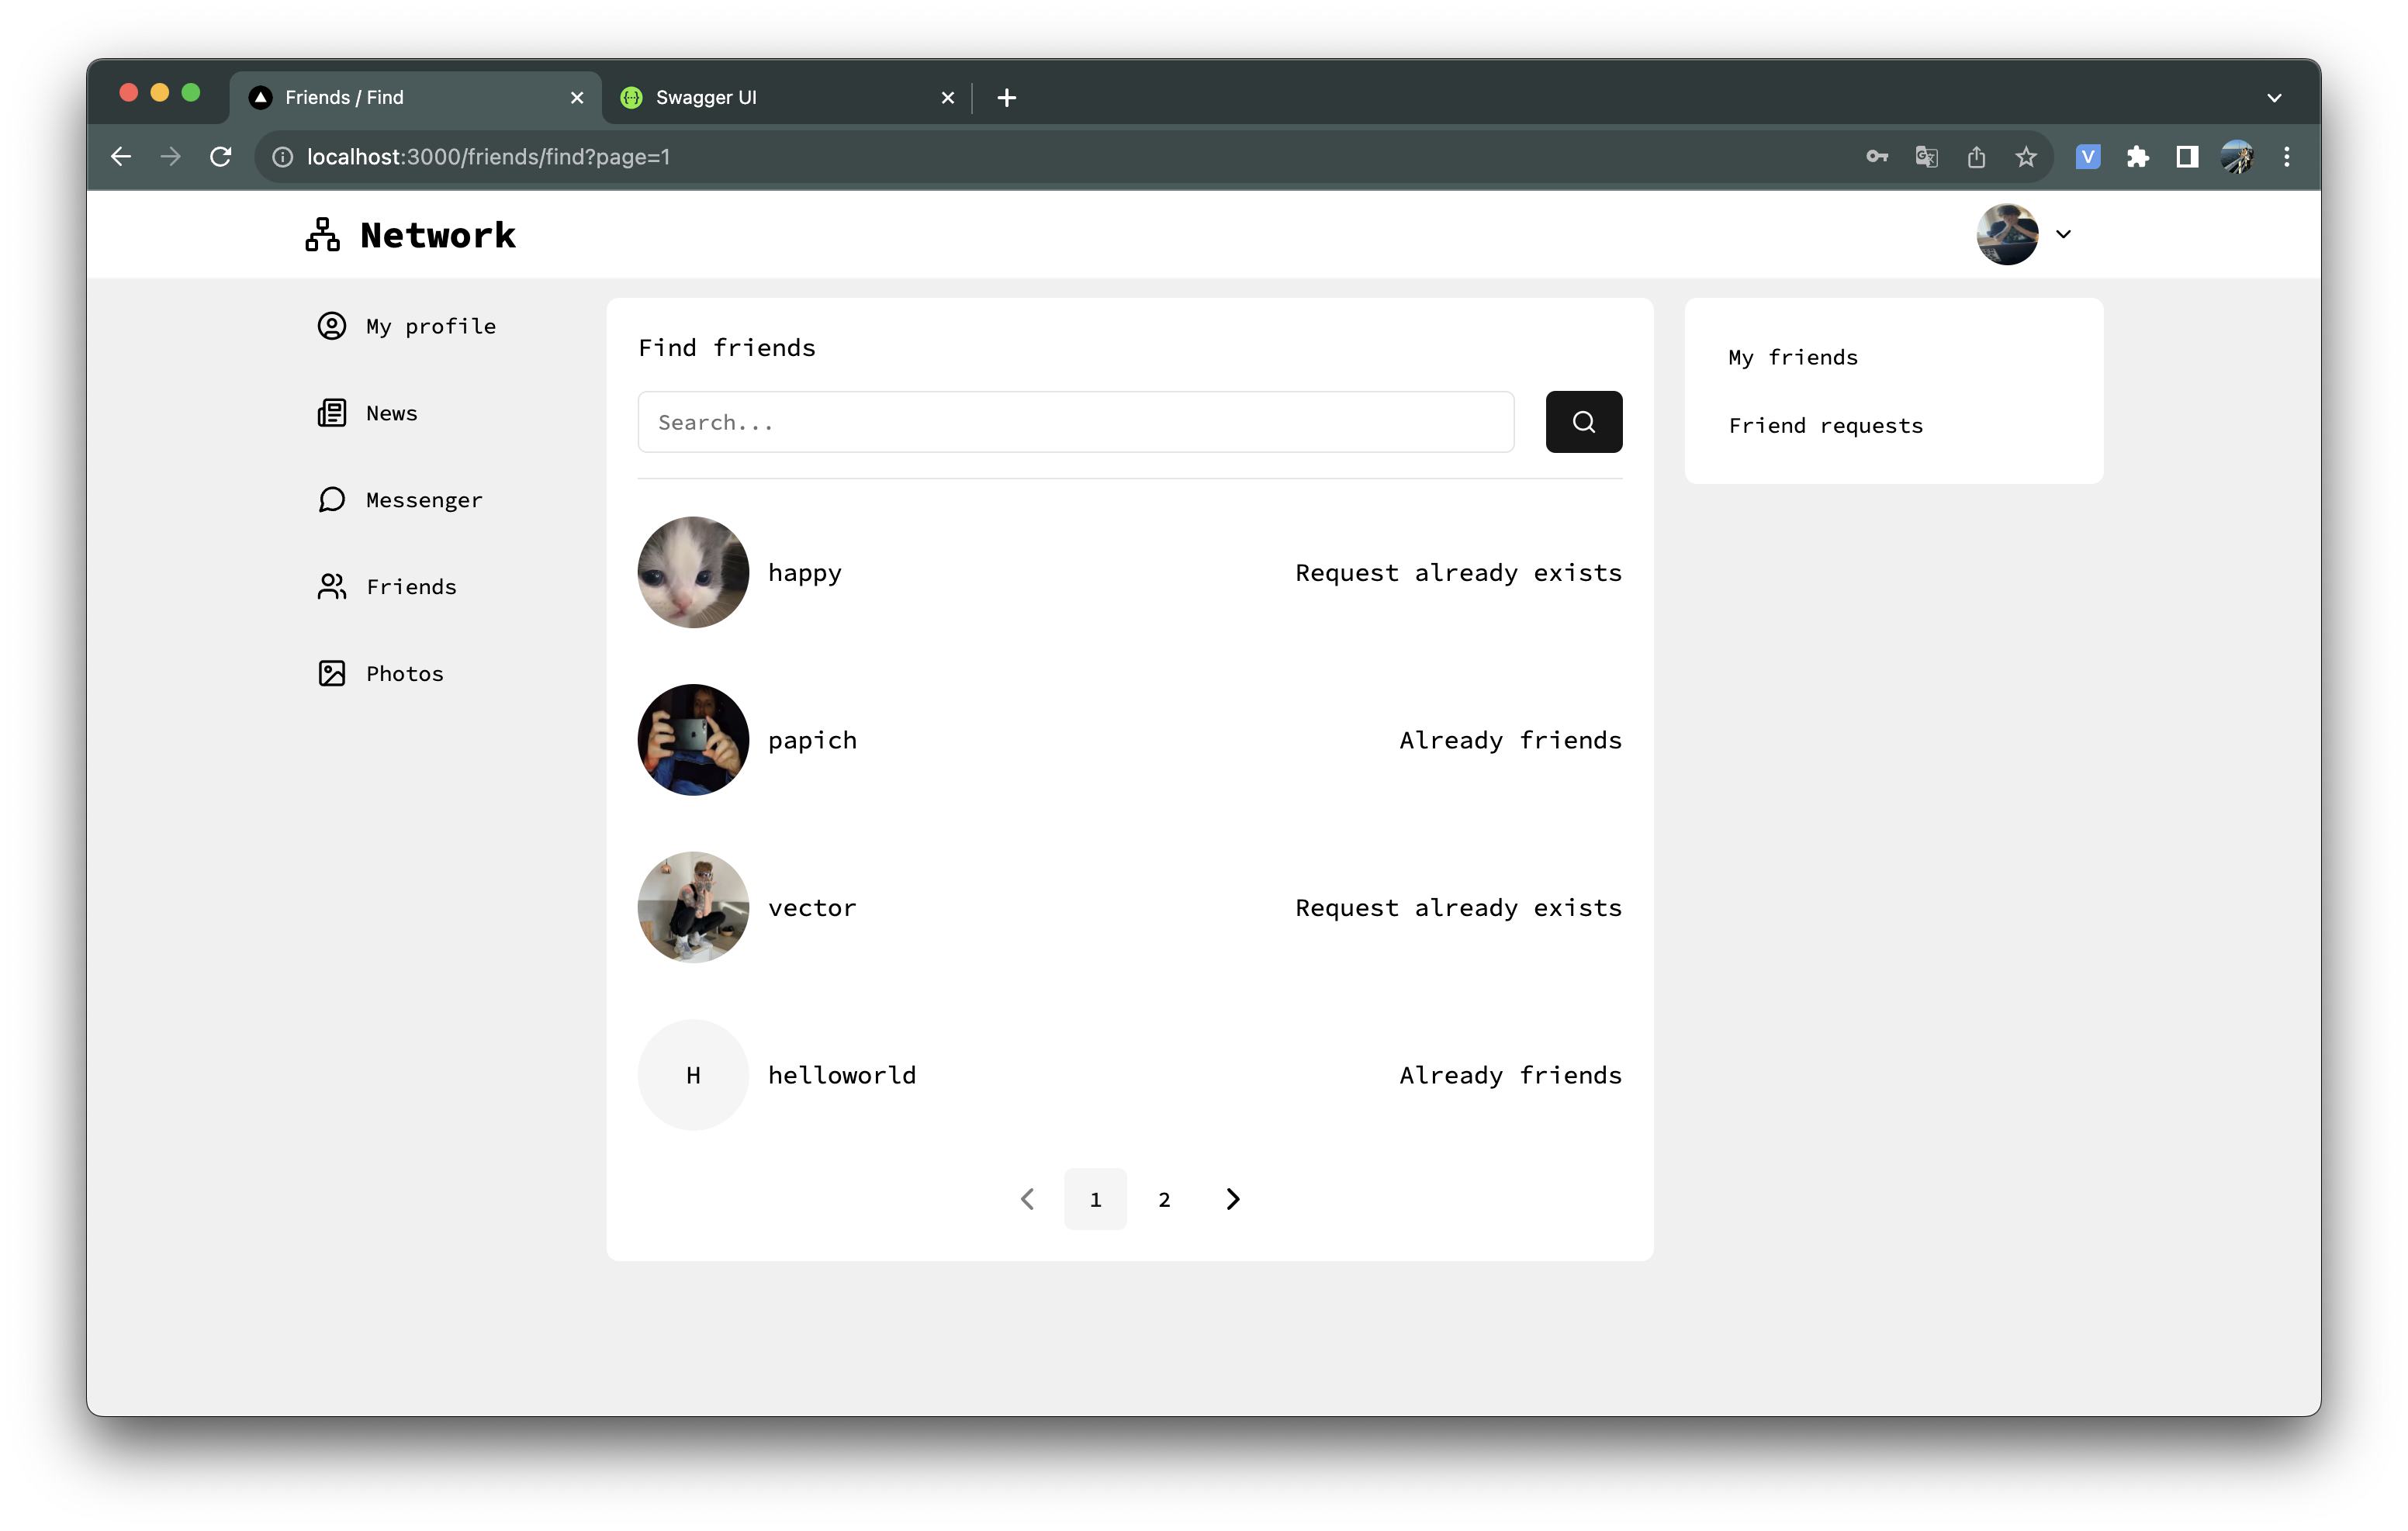 Friends / Find
Swagger UI
localhost:3000/friends/find?page=1
V
Network
My profile
News
Messenger
Friends
Photos
Find friends
Search...
happy
Request already exists
papich
Already friends
vector
Request already exists
H
helloworld
Already friends
1
2
My friends
Friend requests